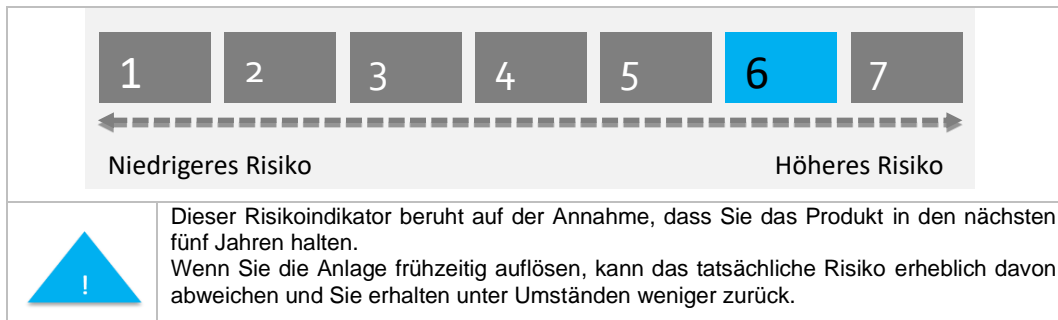 1 2 3 4 5 6 7
Niedrigeres Risiko Höheres Risiko
!
Dieser Risikoindikator beruht auf der Annahme, dass Sie das Produkt in den nächsten
fünf Jahren halten.
Wenn Sie die Anlage frühzeitig auflösen, kann das tatsächliche Risiko erheblich davon
abweichen und Sie erhalten unter Umständen weniger zurück.